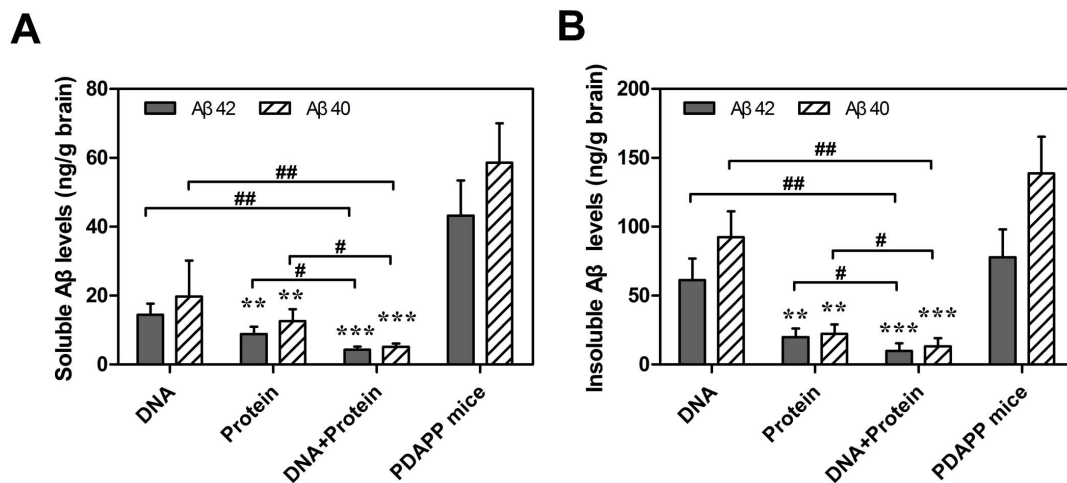 A
Soluble Aβ levels (ng/g brain)
80
60
40
20
0
Aβ 42
Aβ 40
##
##
#
#
** **
*** ***
DNA
Protein
DNA+Protein
PDAPP mice
B
Insoluble Aβ levels (ng/g brain)
200
150
100
50
0
Aβ 42
Aβ 40
##
##
#
#
** **
*** ***
DNA
Protein
DNA+Protein
PDAPP mice